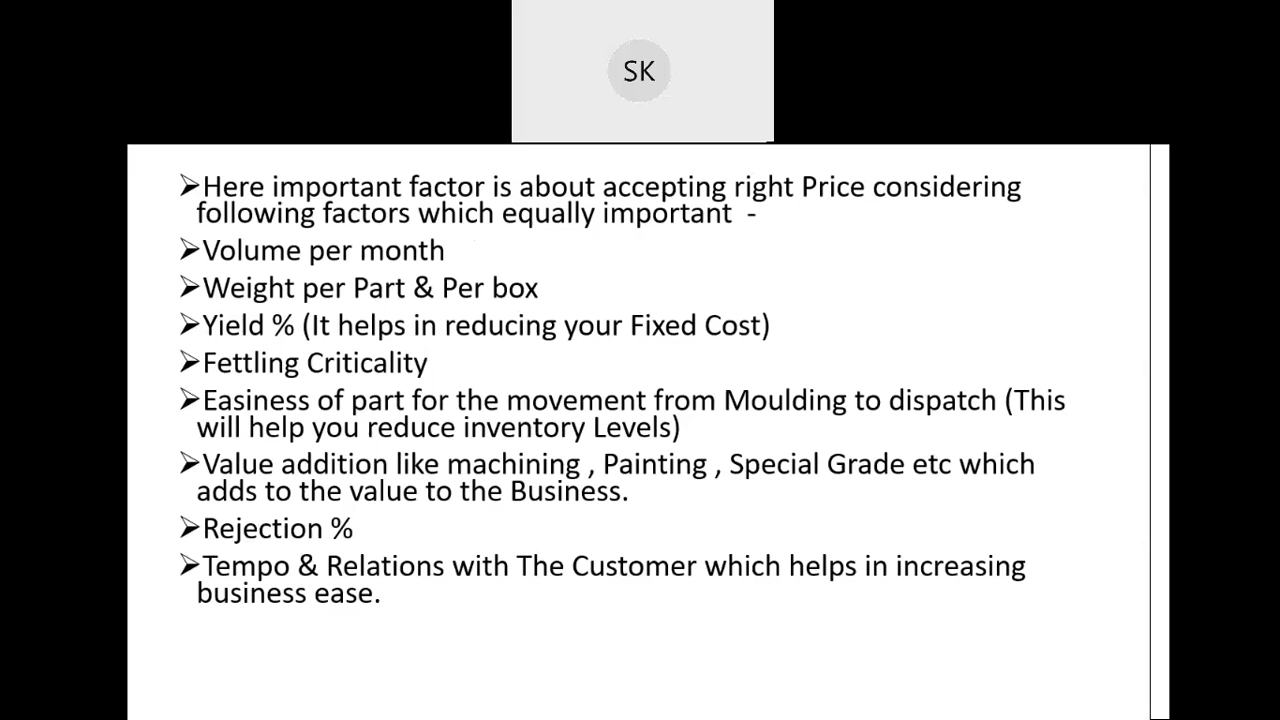 SK
➢Here important factor is about accepting right Price considering
following factors which equally important -
➢Volume per month
➢Weight per Part & Per box
➢Yield % (It helps in reducing your Fixed Cost)
➢Fettling Criticality
➢Easiness of part for the movement from Moulding to dispatch (This
will help you reduce inventory Levels)
➢Value addition like machining , Painting , Special Grade etc which
adds to the value to the Business.
➢Rejection %
➢Tempo & Relations with The Customer which helps in increasing
business ease.